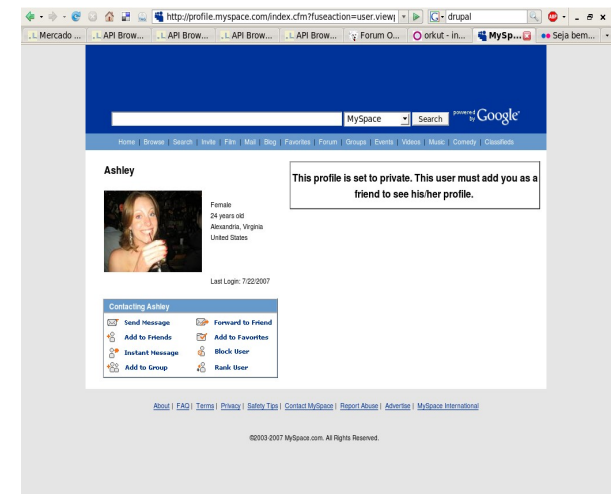 http://profile.myspace.com/index.cfm?fuseaction=user.viewp
drupal
Mercado ... API Brow... API Brow... API Brow... API Brow... Forum O... orkut - in... MySp... Seja bem...
MySpace Search powered by Google
Home | Browse | Search | Invite | Film | Mail | Blog | Favorites | Forum | Groups | Events | Videos | Music | Comedy | Classifieds
Ashley
Female
24 years old
Alexandria, Virginia
United States
Last Login: 7/22/2007
This profile is set to private. This user must add you as a
friend to see his/her profile.
Contacting Ashley
Send Message Forward to Friend
Add to Friends Add to Favorites
Instant Message Block User
Add to Group Rank User
About | FAQ | Terms | Privacy | Safety Tips | Contact MySpace | Report Abuse | Advertise | MySpace International
©2003-2007 MySpace.com. All Rights Reserved.